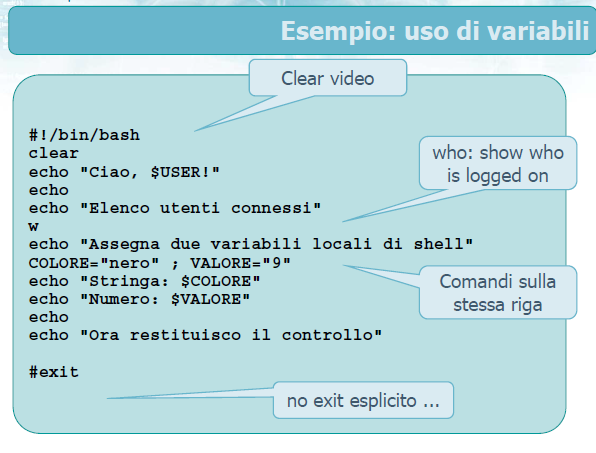 Esempio: uso di variabili
Clear video
#!/bin/bash
clear
echo "Ciao, $USER!"
echo
echo "Elenco utenti connessi"
w
echo "Assegna due variabili locali di shell"
COLORE="nero" ; VALORE="9"
echo "Stringa: $COLORE"
echo "Numero: $VALORE"
echo
echo "Ora restituisco il controllo"
#exit
who: show who
is logged on
Comandi sulla
stessa riga
no exit esplicito ...